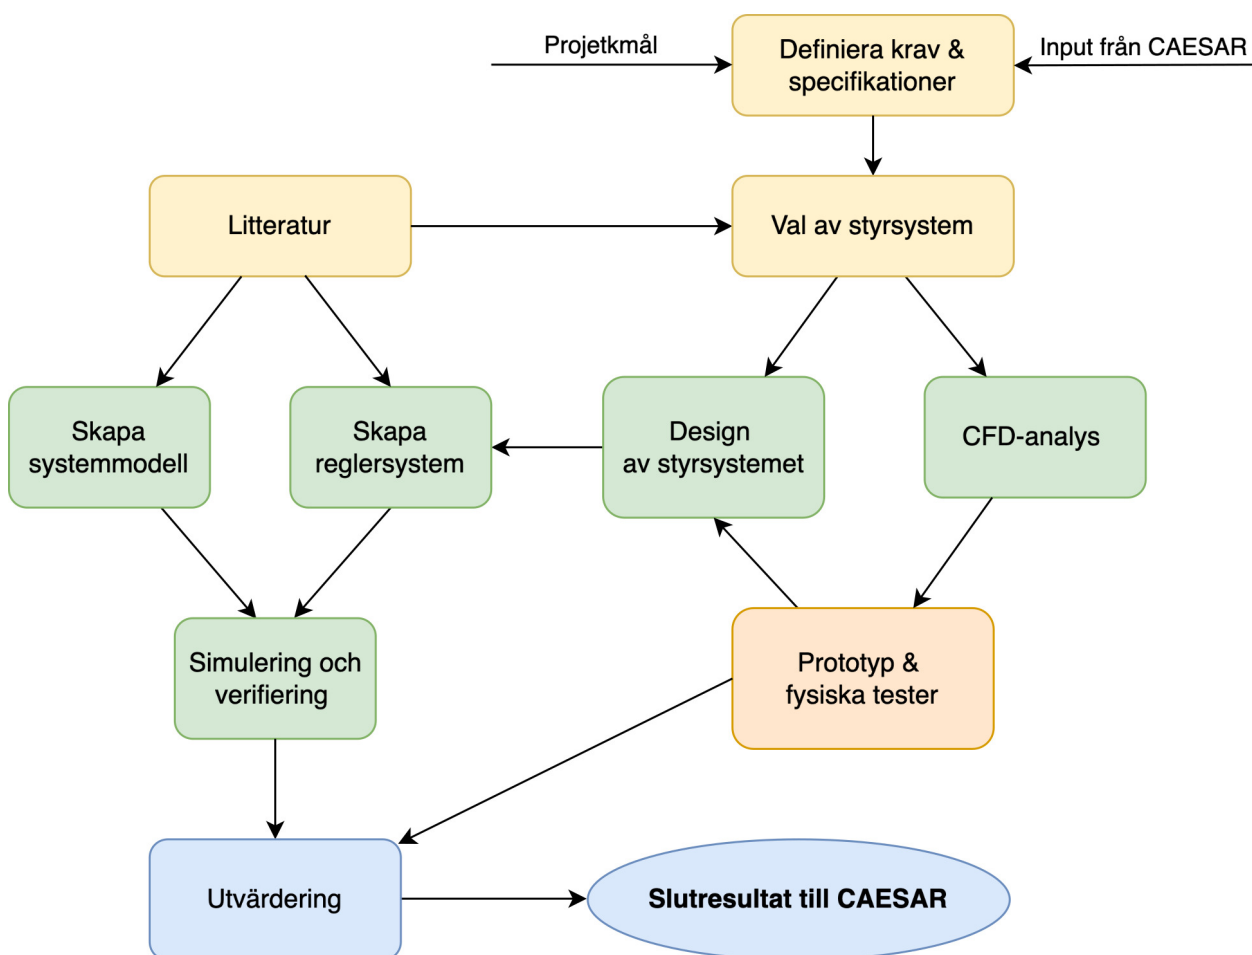 Projetkmål
Definiera krav &
specifikationer
Input från CAESAR
Litteratur
Val av styrsystem
Skapa
systemmodell
Skapa
reglersystem
Design
av styrsystemet
CFD-analys
Simulering och
verifiering
Prototyp &
fysiska tester
Utvärdering
Slutresultat till CAESAR